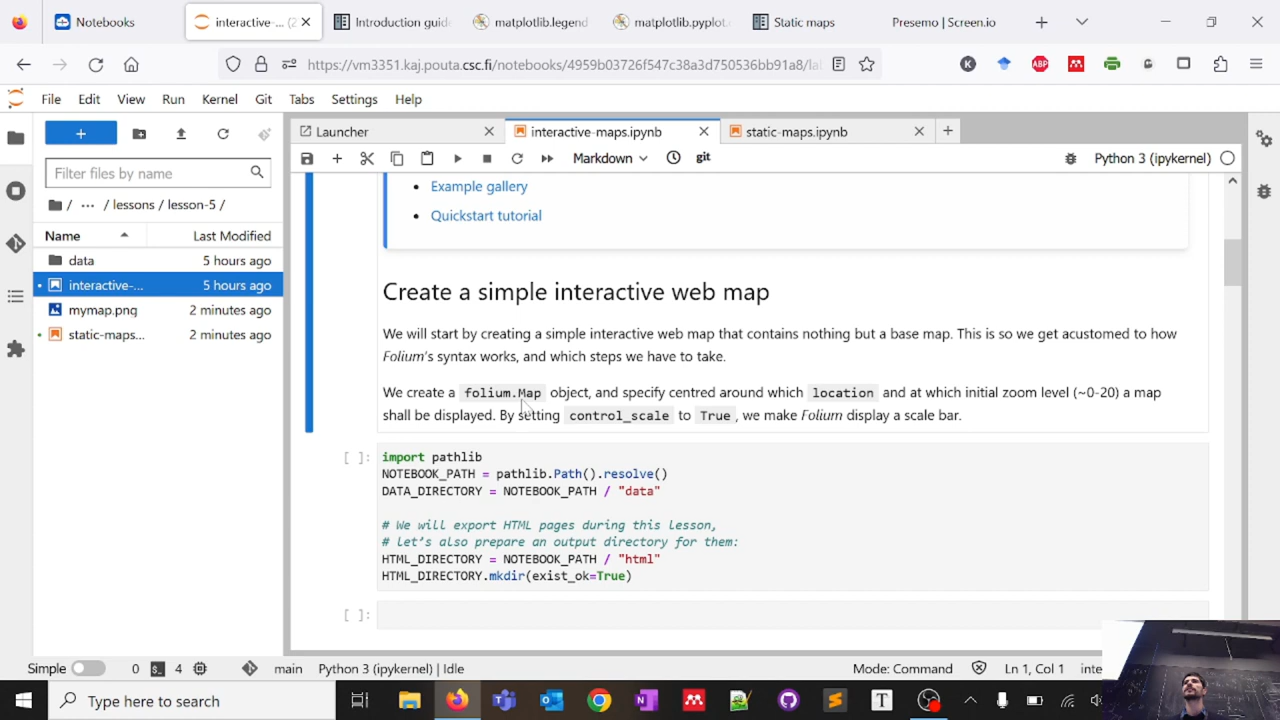 Notebooks
interactive-... (2
Introduction guide
matplotlib.legend
matplotlib.pyplot.
Static maps
Presemo | Screen.io
https://vm3351.kaj.pouta.csc.fi/notebooks/4959b03726f547c38a3d750536bb91a8/la
K
ABP
File Edit View Run Kernel Git Tabs Settings Help
Launcher
interactive-maps.ipynb
static-maps.ipynb
Markdown
git
Python 3 (ipykernel)
Filter files by name
/ ... / lessons / lesson-5 /
Name Last Modified
data 5 hours ago
interactive-... 5 hours ago
mymap.png 2 minutes ago
static-maps... 2 minutes ago
Example gallery
Quickstart tutorial
Create a simple interactive web map
We will start by creating a simple interactive web map that contains nothing but a base map. This is so we get acustomed to how
Folium's syntax works, and which steps we have to take.
We create a folium.Map object, and specify centred around which location and at which initial zoom level (~0-20) a map
shall be displayed. By setting control_scale to True , we make Folium display a scale bar.
[ ]: import pathlib
NOTEBOOK_PATH = pathlib.Path().resolve()
DATA_DIRECTORY = NOTEBOOK_PATH / "data"
# We will export HTML pages during this lesson,
# let's also prepare an output directory for them:
HTML_DIRECTORY = NOTEBOOK_PATH / "html"
HTML_DIRECTORY.mkdir(exist_ok=True)
[ ]:
Simple 0 4 main Python 3 (ipykernel) | Idle Mode: Command Ln 1, Col 1 inte
Type here to search